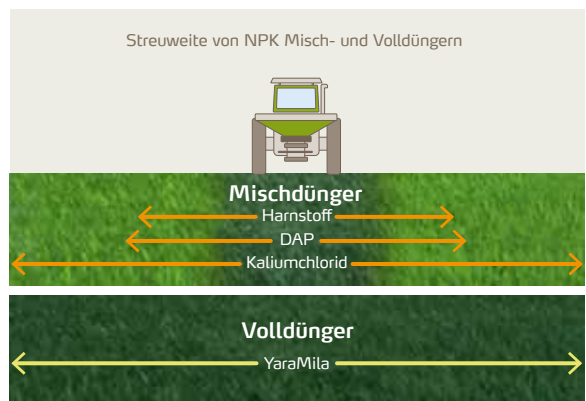 Streuweite von NPK Misch- und Volldüngern
Mischdünger
Harnstoff
DAP
Kaliumchlorid
Volldünger
YaraMila